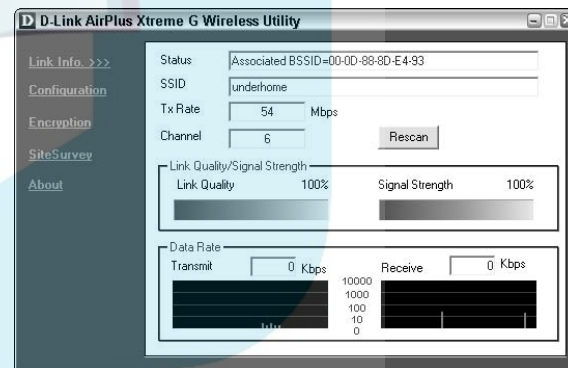 D D-Link AirPlus Xtreme G Wireless Utility
Link Info. >>>
Configuration
Encryption
SiteSurvey
About
Status Associated BSSID=00-0D-88-8D-E4-93
SSID underhome
Tx Rate 54 Mbps
Channel 6 Rescan
Link Quality/Signal Strength
Link Quality 100% Signal Strength 100%
Data Rate
Transmit 0 Kbps Receive 0 Kbps
10000
1000
100
10
0